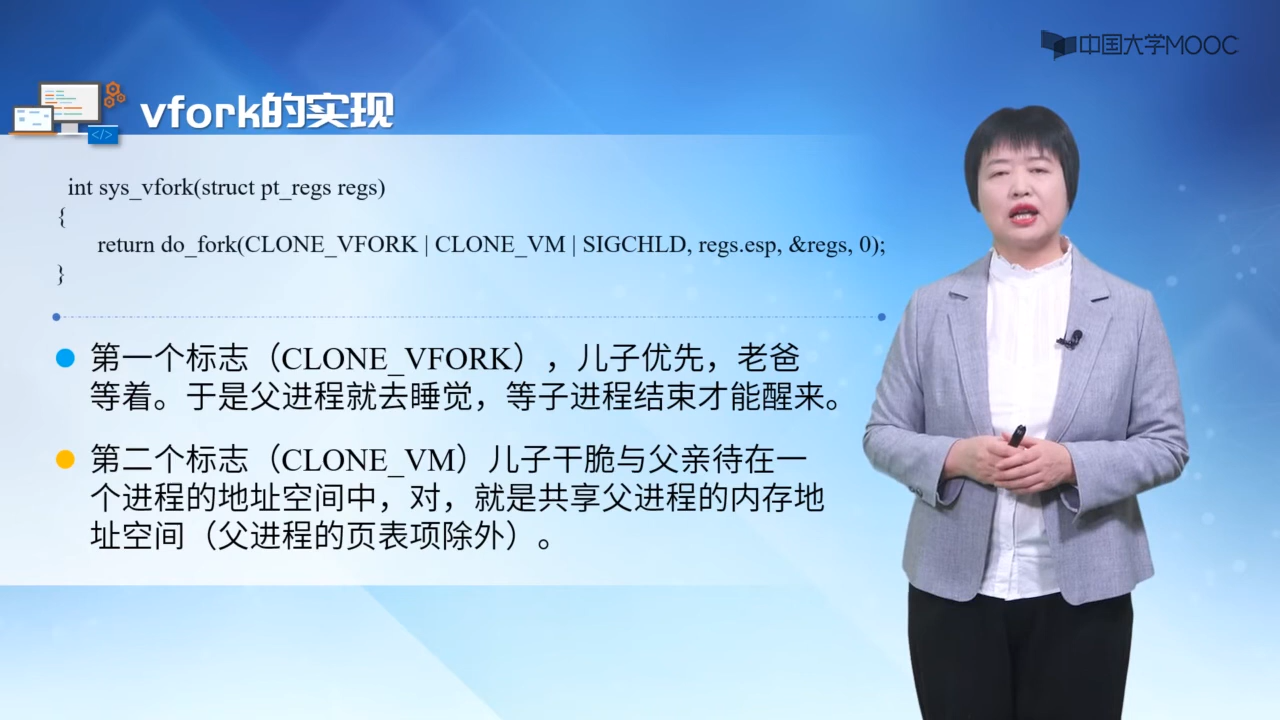 中国大学MOOC
vfork的实现
</>
int sys_vfork(struct pt_regs regs)
{
return do_fork(CLONE_VFORK | CLONE_VM | SIGCHLD, regs.esp, &regs, 0);
}
第一个标志（CLONE_VFORK），儿子优先，老爸
等着。于是父进程就去睡觉，等子进程结束才能醒来。
第二个标志（CLONE_VM）儿子干脆与父亲待在一
个进程的地址空间中，对，就是共享父进程的内存地
址空间（父进程的页表项除外）。